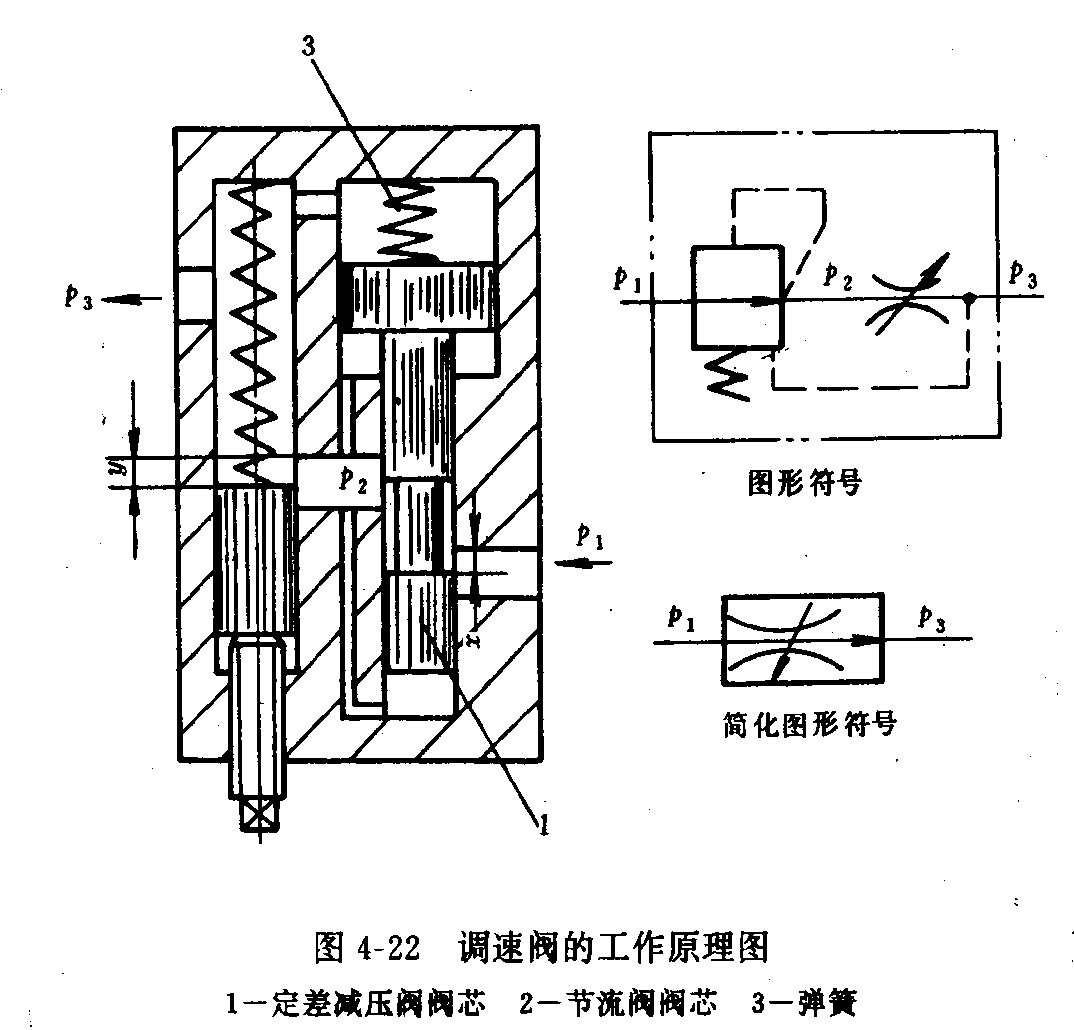 3
p3
y
p2
p1
x
1
p1
p2
p3
图形符号
p1
p3
简化图形符号
图 4-22 调速阀的工作原理图
1—定差减压阀阀芯 2—节流阀阀芯 3—弹簧